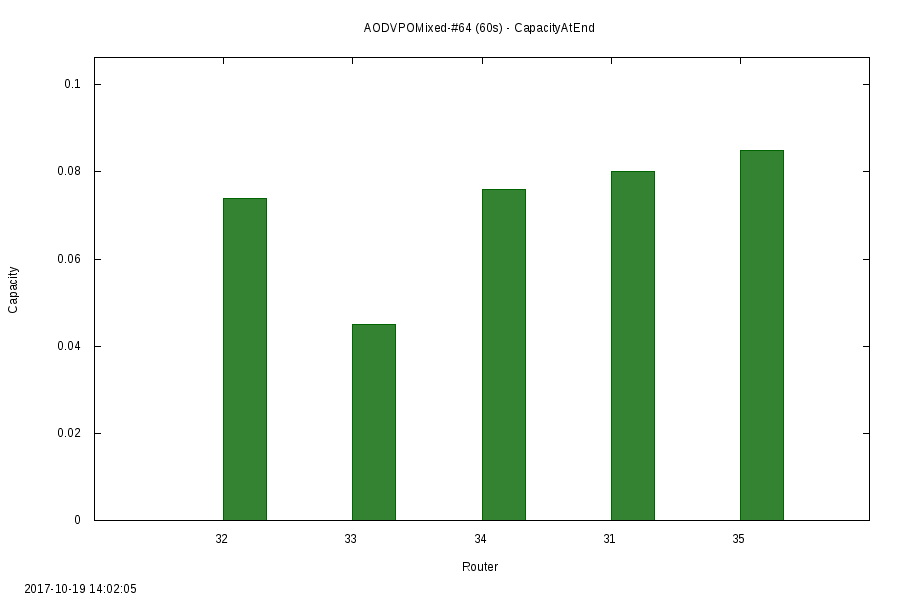 AODVPOMixed-#64 (60s) - CapacityAtEnd
0.1
0.08
0.06
0.04
0.02
0
Capacity
32 33 34 31 35
Router
2017-10-19 14:02:05